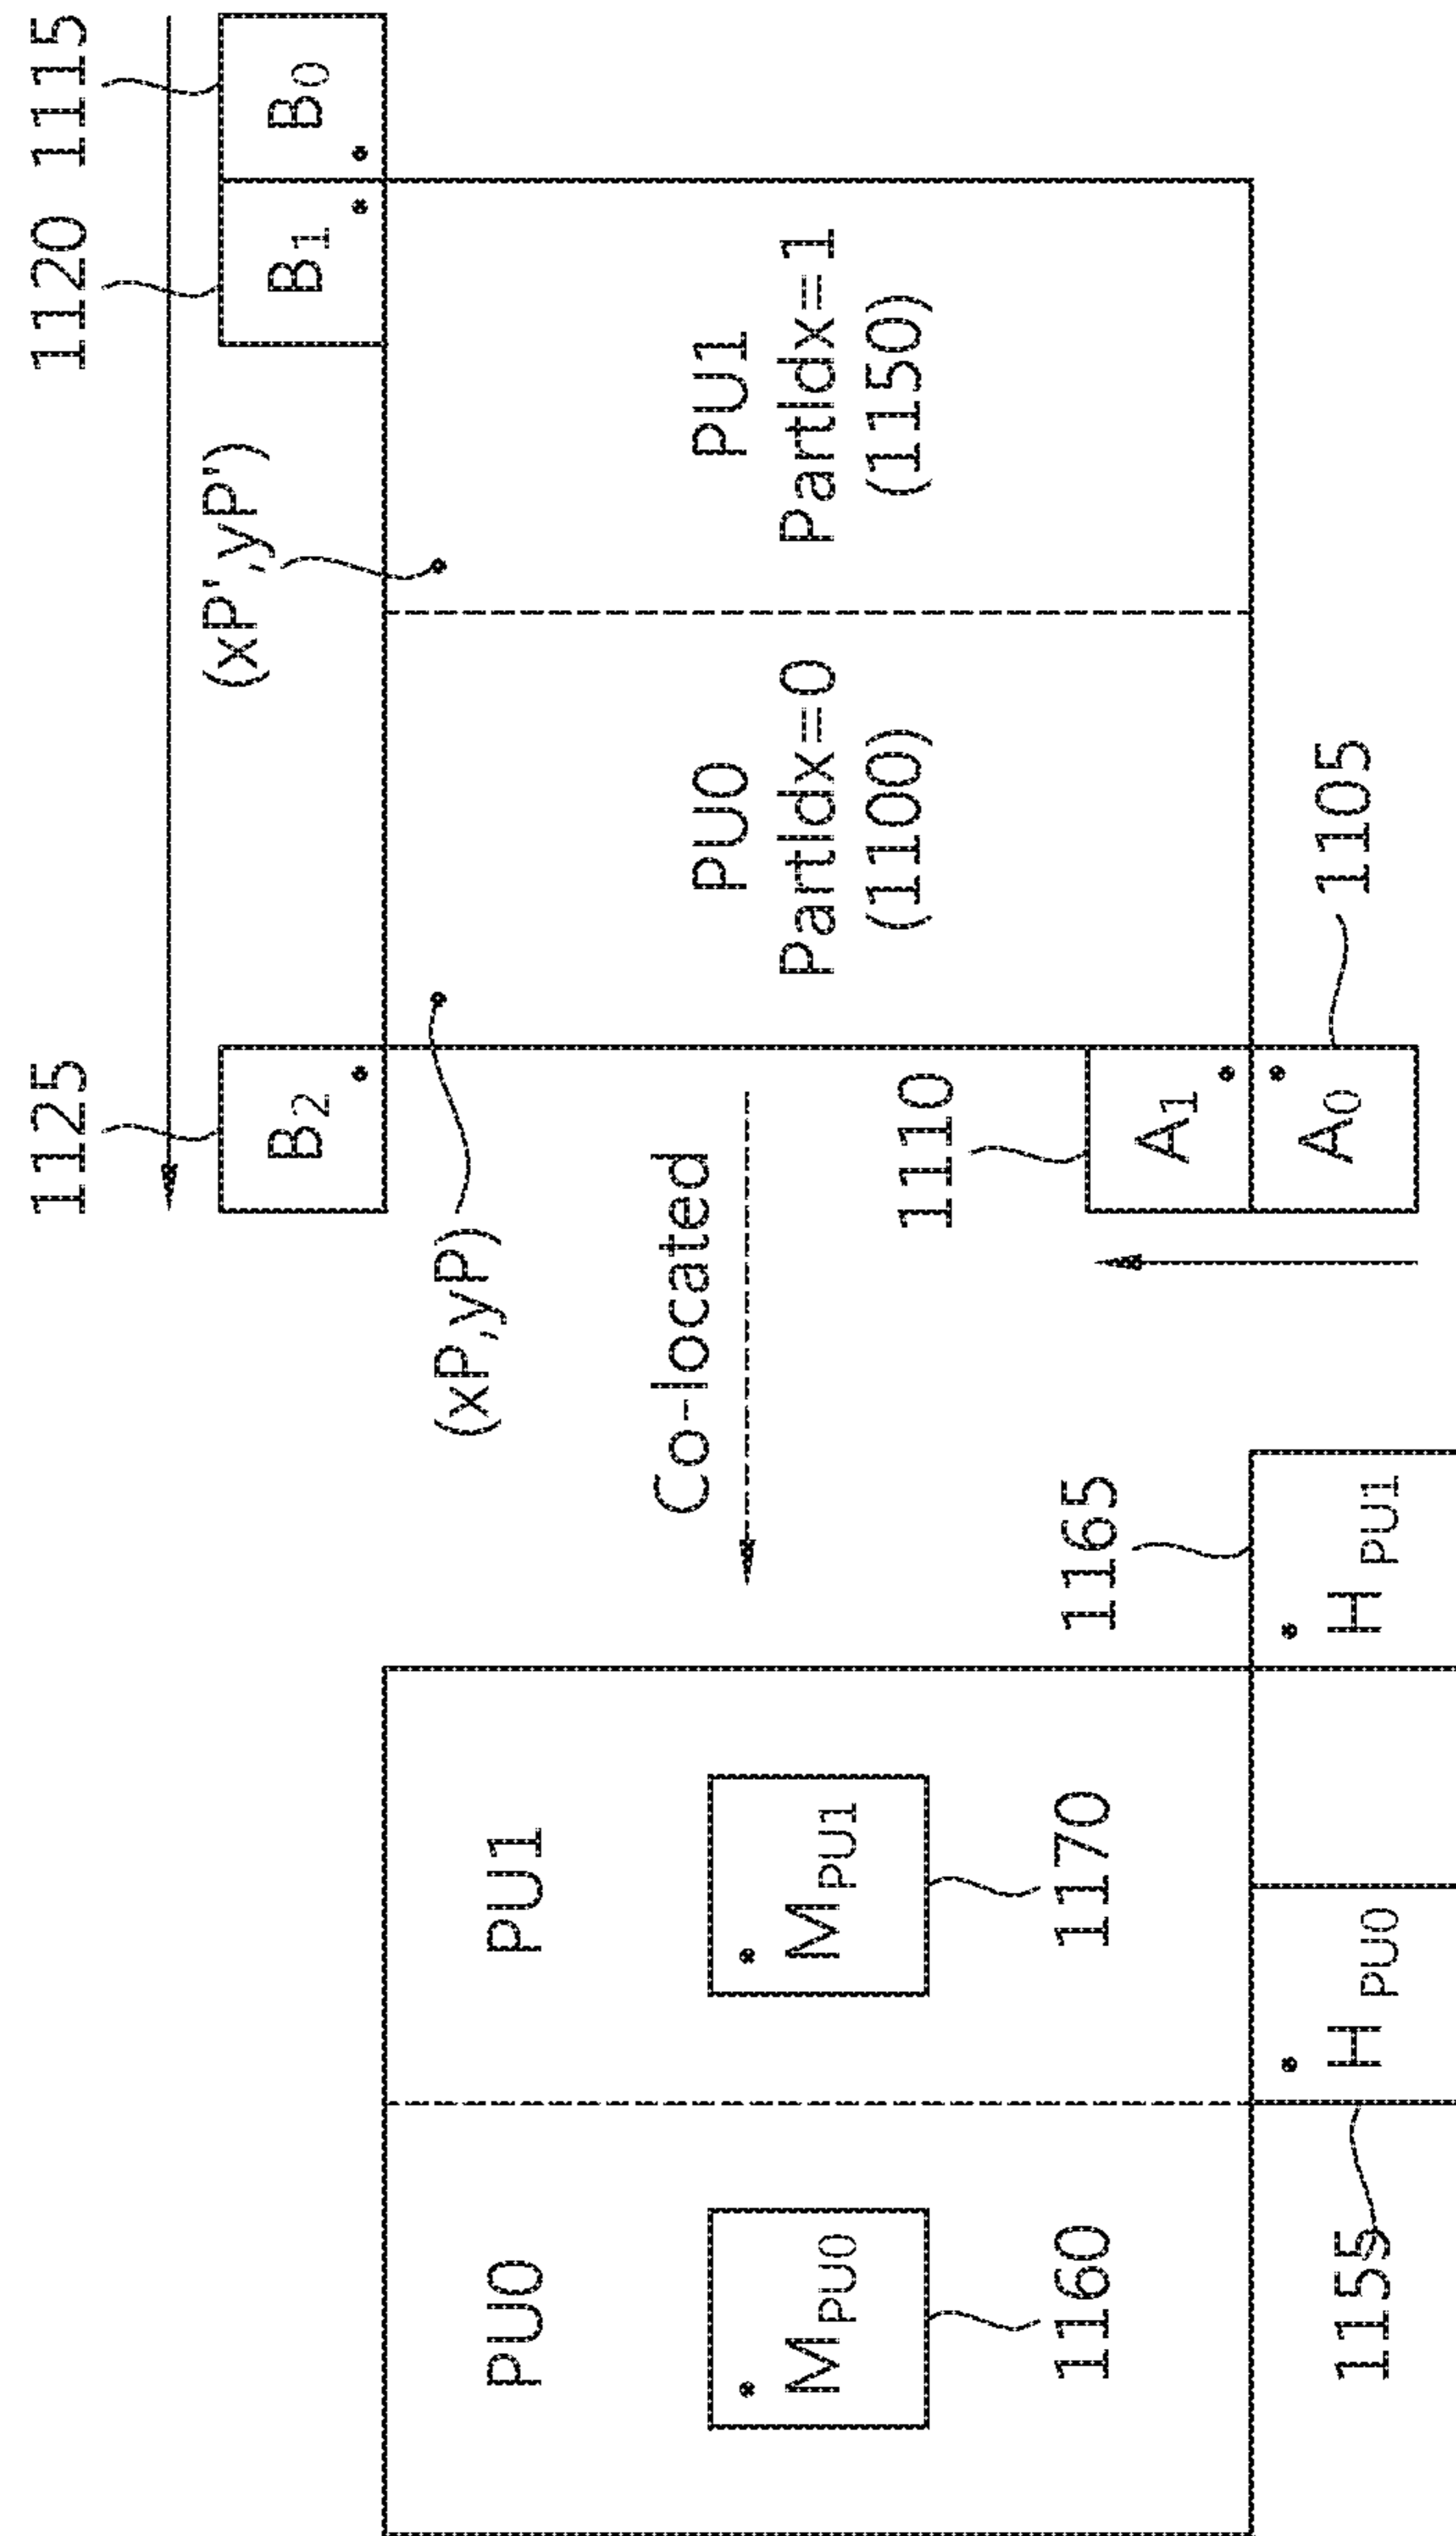 1125
1120
1115
B2
(xP',yP')
B1
B0
(xP,yP)
PU0
PU1
Co-located
PU0
PartIdx=0
(1100)
PU1
PartIdx=1
(1150)
MPU0
MPU1
1160
1170
1165
1110
A1
A0
1105
1155
HPU0
HPU1